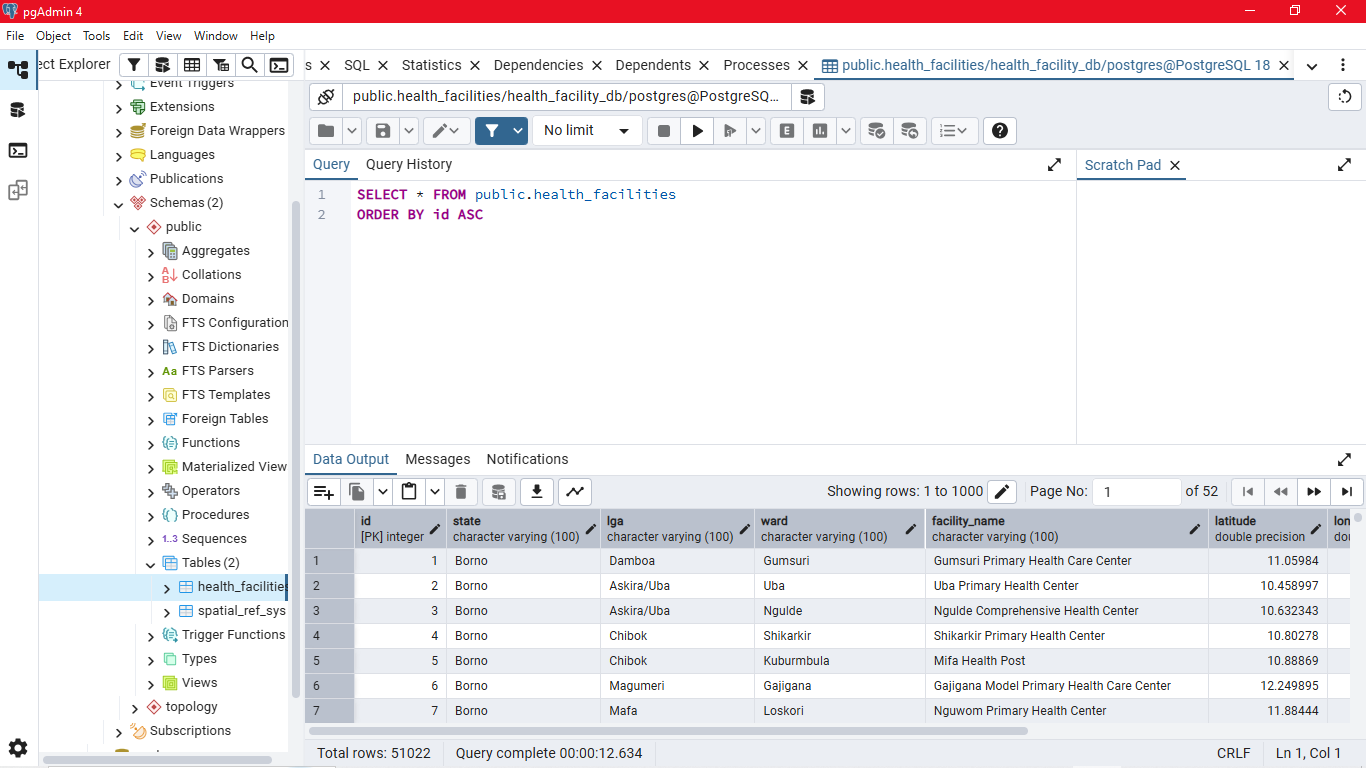 pgAdmin 4
File Object Tools Edit View Window Help
ect Explorer
s SQL Statistics Dependencies Dependents Processes public.health_facilities/health_facility_db/postgres@PostgreSQL 18
public.health_facilities/health_facility_db/postgres@PostgreSQ...
No limit
E
Query Query History
Scratch Pad
1 SELECT * FROM public.health_facilities
2 ORDER BY id ASC
Event Triggers
Extensions
Foreign Data Wrappers
Languages
Publications
Schemas (2)
public
Aggregates
Collations
Domains
FTS Configuration
FTS Dictionaries
Aa FTS Parsers
FTS Templates
Foreign Tables
Functions
Materialized View
Operators
Procedures
1..3 Sequences
Tables (2)
health_facilities
spatial_ref_sys
Trigger Functions
Types
Views
topology
Subscriptions
Data Output Messages Notifications
Showing rows: 1 to 1000 Page No: 1 of 52
id state lga ward facility_name latitude lon
[PK] integer character varying (100) character varying (100) character varying (100) character varying (100) double precision dou
1 1 Borno Damboa Gumsuri Gumsuri Primary Health Care Center 11.05984
2 2 Borno Askira/Uba Uba Uba Primary Health Center 10.458997
3 3 Borno Askira/Uba Ngulde Ngulde Comprehensive Health Center 10.632343
4 4 Borno Chibok Shikarkir Shikarkir Primary Health Center 10.80278
5 5 Borno Chibok Kuburmbula Mifa Health Post 10.88869
6 6 Borno Magumeri Gajigana Gajigana Model Primary Health Care Center 12.249895
7 7 Borno Mafa Loskori Nguwom Primary Health Center 11.88444
Total rows: 51022 Query complete 00:00:12.634 CRLF Ln 1, Col 1